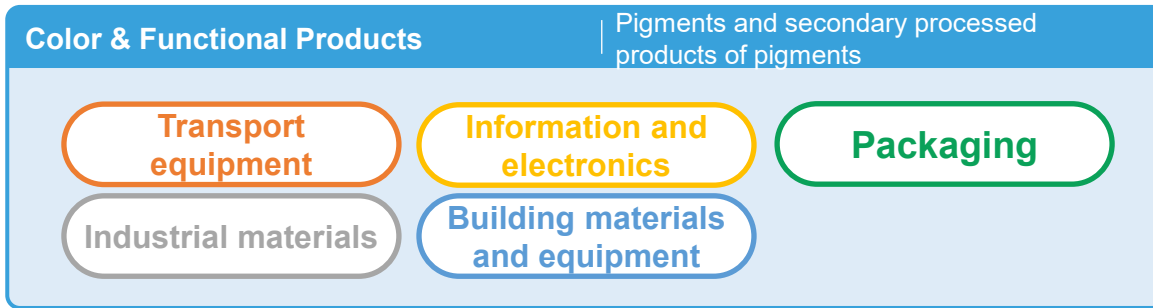 Color & Functional Products
Pigments and secondary processed
products of pigments
Transport
equipment
Information and
electronics
Packaging
Industrial materials
Building materials
and equipment